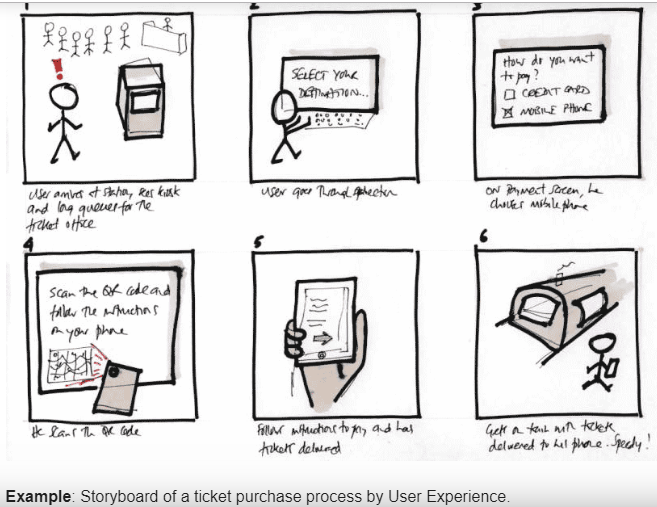 1
2
3
!
SELECT YOUR
DESTINATION...
How do you want
to pay?
CREDIT CARD
MOBILE PHONE
User arrives at station, sees kiosk
and long queues for the
ticket office
User goes through selection
On payment screen, he
chooses mobile phone
4
5
6
Scan the QR code and
follow the instructions
on your phone
He scans the QR code
Follow instructions to pay and has
tickets delivered
Gets on train with tickets
delivered to his phone. Speedy!
Example: Storyboard of a ticket purchase process by User Experience.